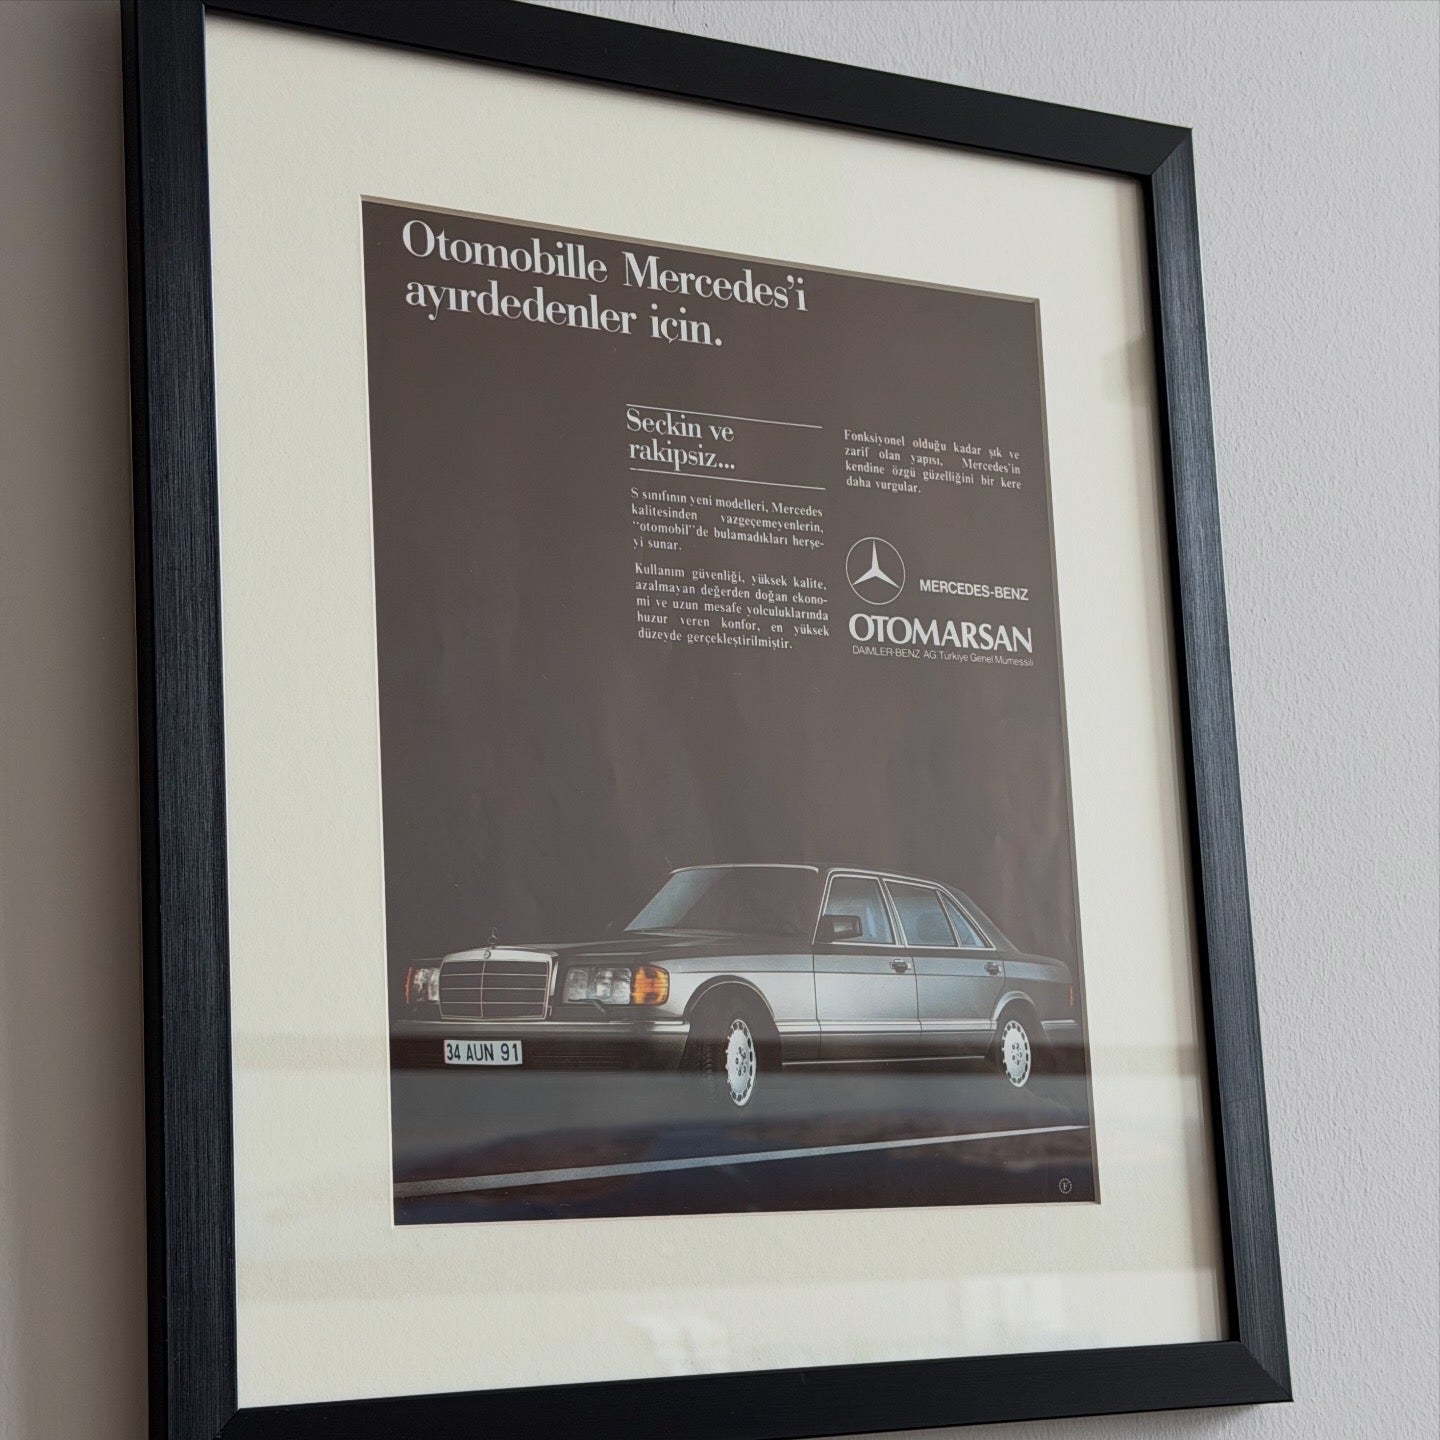 Otomobille Mercedes'i
ayırdedenler için.
Seçkin ve
rakipsiz...
S sınıfının yeni modelleri, Mercedes
kalitesinden vazgeçemeyenlerin,
"otomobil"de bulamadıkları herşe-
yi sunar.
Kullanım güvenliği, yüksek kalite,
azalmayan değerden doğan ekono-
mi ve uzun mesafe yolculuklarında
huzur veren konfor, en yüksek
düzeyde gerçekleştirilmiştir.
Fonksiyonel olduğu kadar şık ve
zarif olan yapısı, Mercedes'in
kendine özgü güzelliğini bir kere
daha vurgular.
MERCEDES-BENZ
OTOMARSAN
DAIMLER-BENZ AG Türkiye Genel Mümessili
34 AUN 91